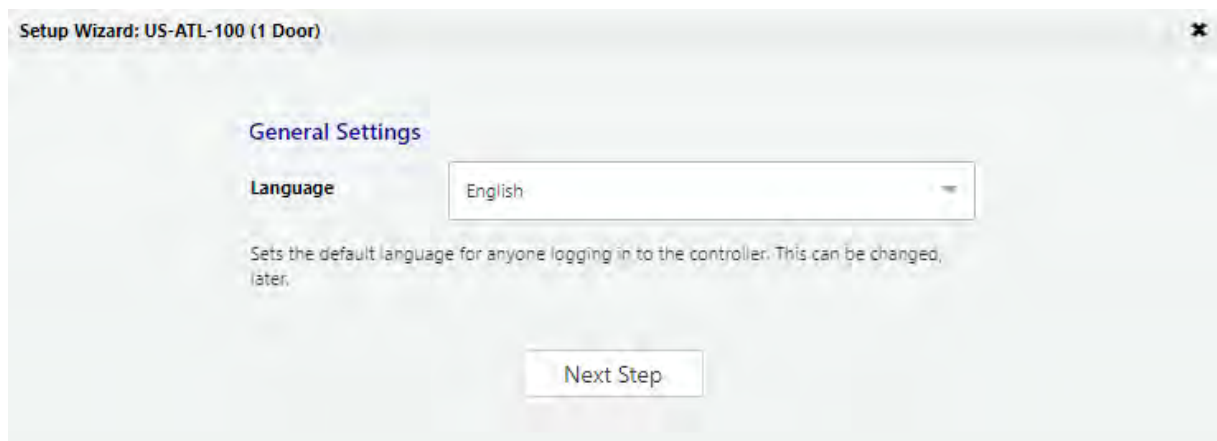 Setup Wizard: US-ATL-100 (1 Door)
General Settings
Language
English
Sets the default language for anyone logging in to the controller. This can be changed,
later.
Next Step